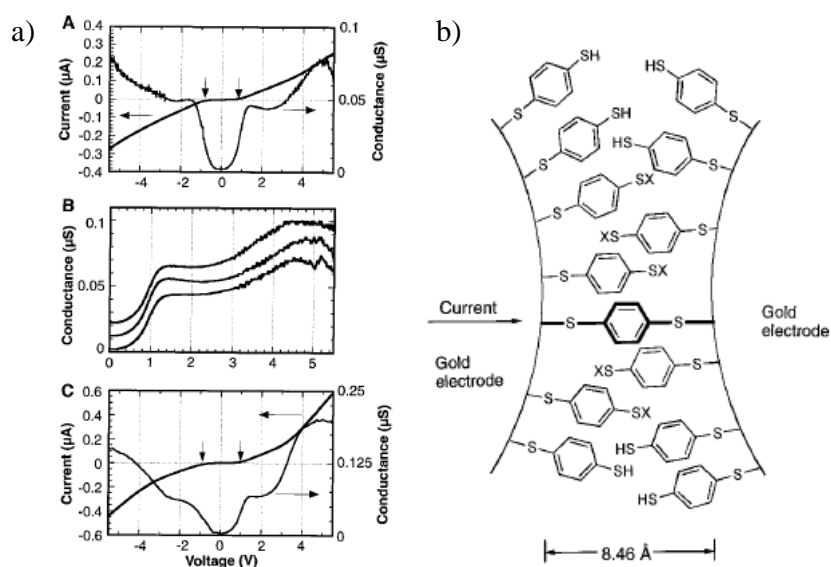 a)
A
0.4
0.3
0.2
0.1
0
-0.1
-0.2
-0.3
-0.4
Current (µA)
0.1
0.05
0
Conductance (µS)
-4 -2 0 2 4
B
0.1
0.05
0
Conductance (µS)
0 1 2 3 4 5
C
0.6
0.4
0.2
0
-0.2
-0.4
-0.6
Current (µA)
0.25
0.125
0
Conductance (µS)
-4 -2 0 2 4
Voltage (V)
b)
SH
S
HS
S
SH
S
HS
S
SX
S
XS
S
S
SX
Current
S
S
Gold
electrode
Gold
electrode
XS
S
S
SX
HS
S
S
SH
HS
S
8.46 Å